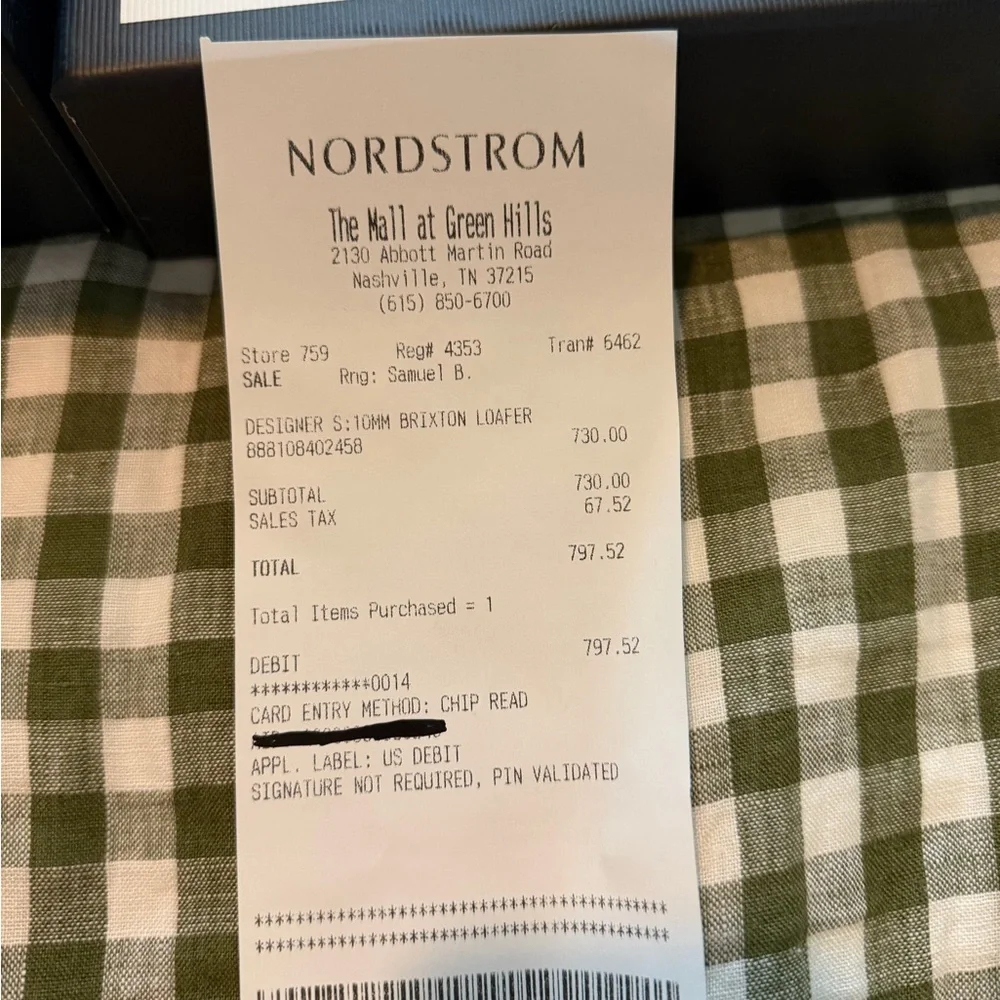 NORDSTROM
The Mall at Green Hills
2130 Abbott Martin Road
Nashville, TN 37215
(615) 850-6700
Store 759 Reg# 4353 Tran# 6462
SALE Rng: Samuel B.
DESIGNER S:10MM BRIXTON LOAFER
888108402458 730.00
SUBTOTAL 730.00
SALES TAX 67.52
TOTAL 797.52
Total Items Purchased = 1
DEBIT 797.52
************0014
CARD ENTRY METHOD: CHIP READ
APPL. LABEL: US DEBIT
SIGNATURE NOT REQUIRED, PIN VALIDATED